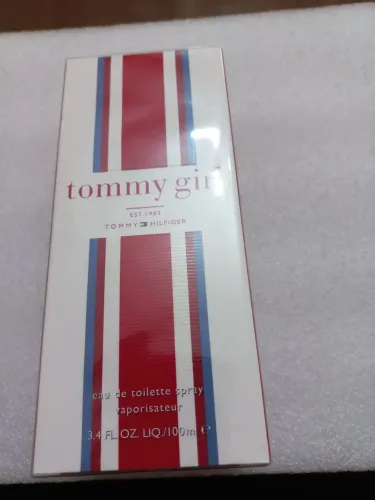 tommy girl
EST. 1985
TOMMY HILFIGER
eau de toilette spray
vaporisateur
3.4 FL. OZ. LIQ./100ml ℮